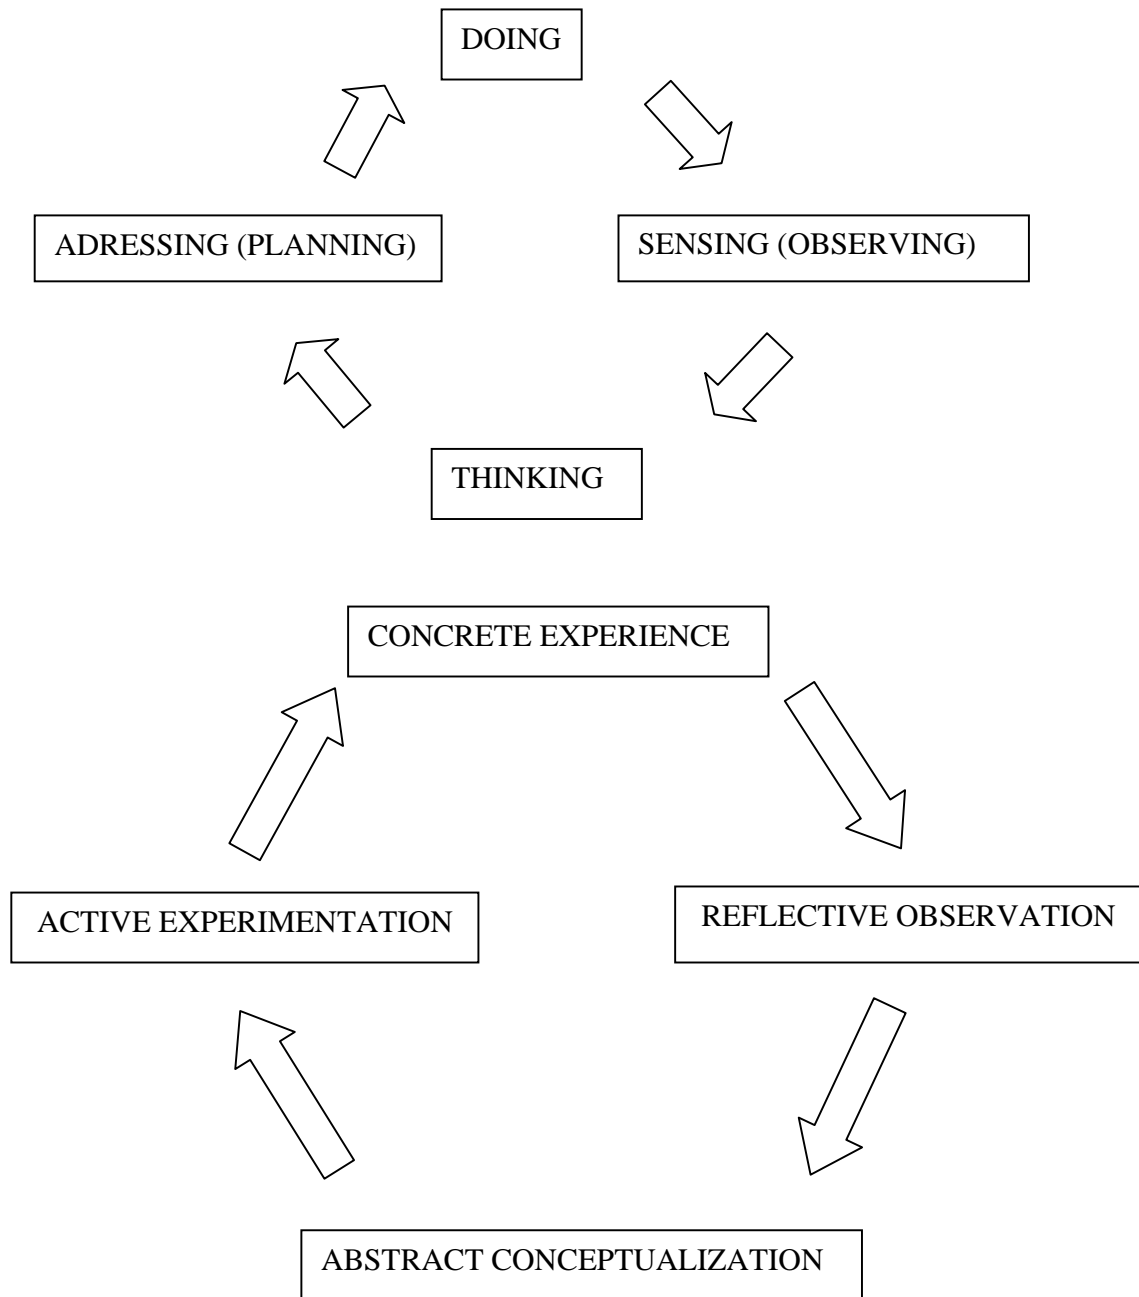 DOING
ADRESSING (PLANNING)
SENSING (OBSERVING)
THINKING
CONCRETE EXPERIENCE
ACTIVE EXPERIMENTATION
REFLECTIVE OBSERVATION
ABSTRACT CONCEPTUALIZATION